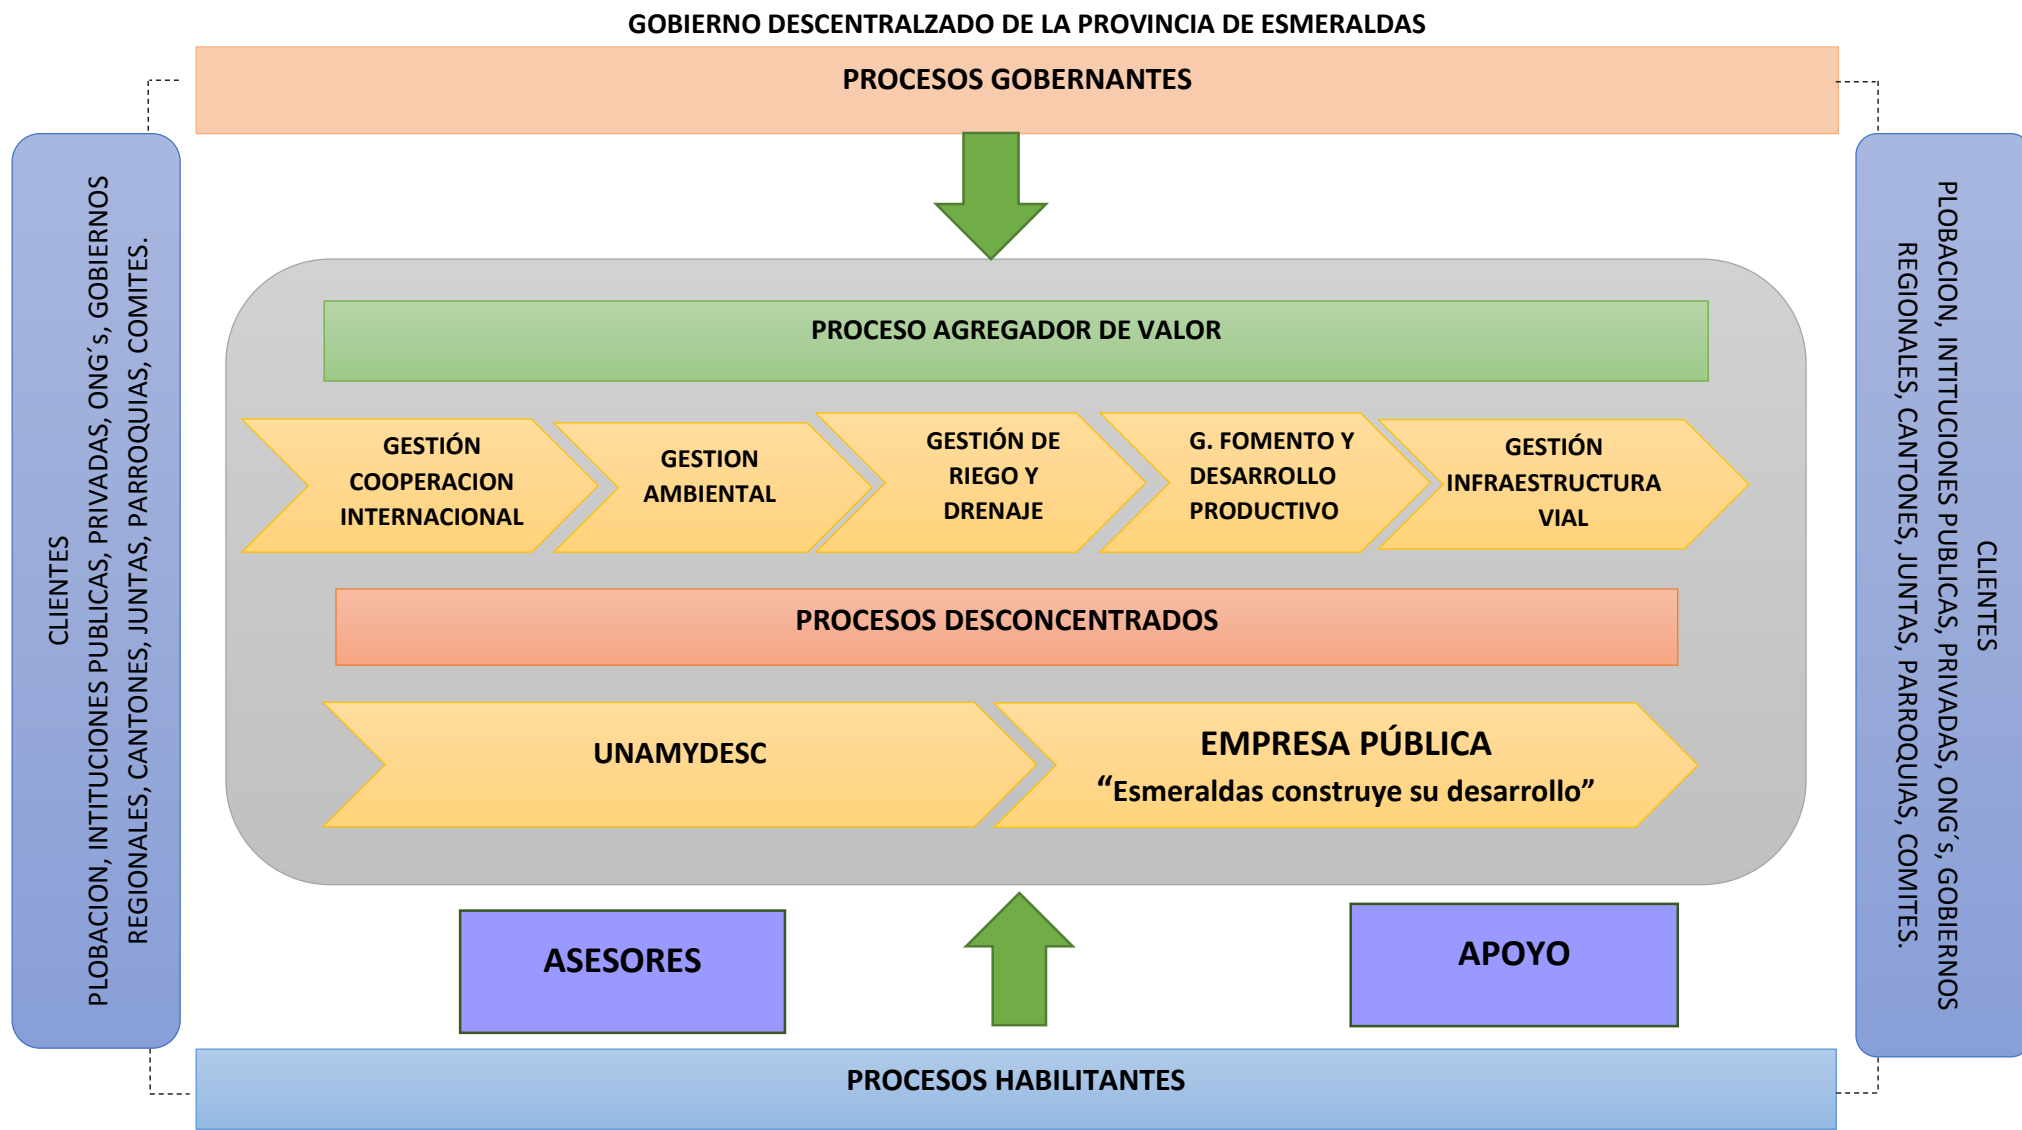 GOBIERNO DESCENTRALZADO DE LA PROVINCIA DE ESMERALDAS
PROCESOS GOBERNANTES
CLIENTES
PLOBACION, INTITUCIONES PUBLICAS, PRIVADAS, ONG´s, GOBIERNOS
REGIONALES, CANTONES, JUNTAS, PARROQUIAS, COMITES.
PROCESO AGREGADOR DE VALOR
GESTIÓN
COOPERACION
INTERNACIONAL
GESTION
AMBIENTAL
GESTIÓN DE
RIEGO Y
DRENAJE
G. FOMENTO Y
DESARROLLO
PRODUCTIVO
GESTIÓN
INFRAESTRUCTURA
VIAL
PROCESOS DESCONCENTRADOS
UNAMYDESC
EMPRESA PÚBLICA
“Esmeraldas construye su desarrollo”
ASESORES
APOYO
PROCESOS HABILITANTES
CLIENTES
PLOBACION, INTITUCIONES PUBLICAS, PRIVADAS, ONG´s, GOBIERNOS
REGIONALES, CANTONES, JUNTAS, PARROQUIAS, COMITES.